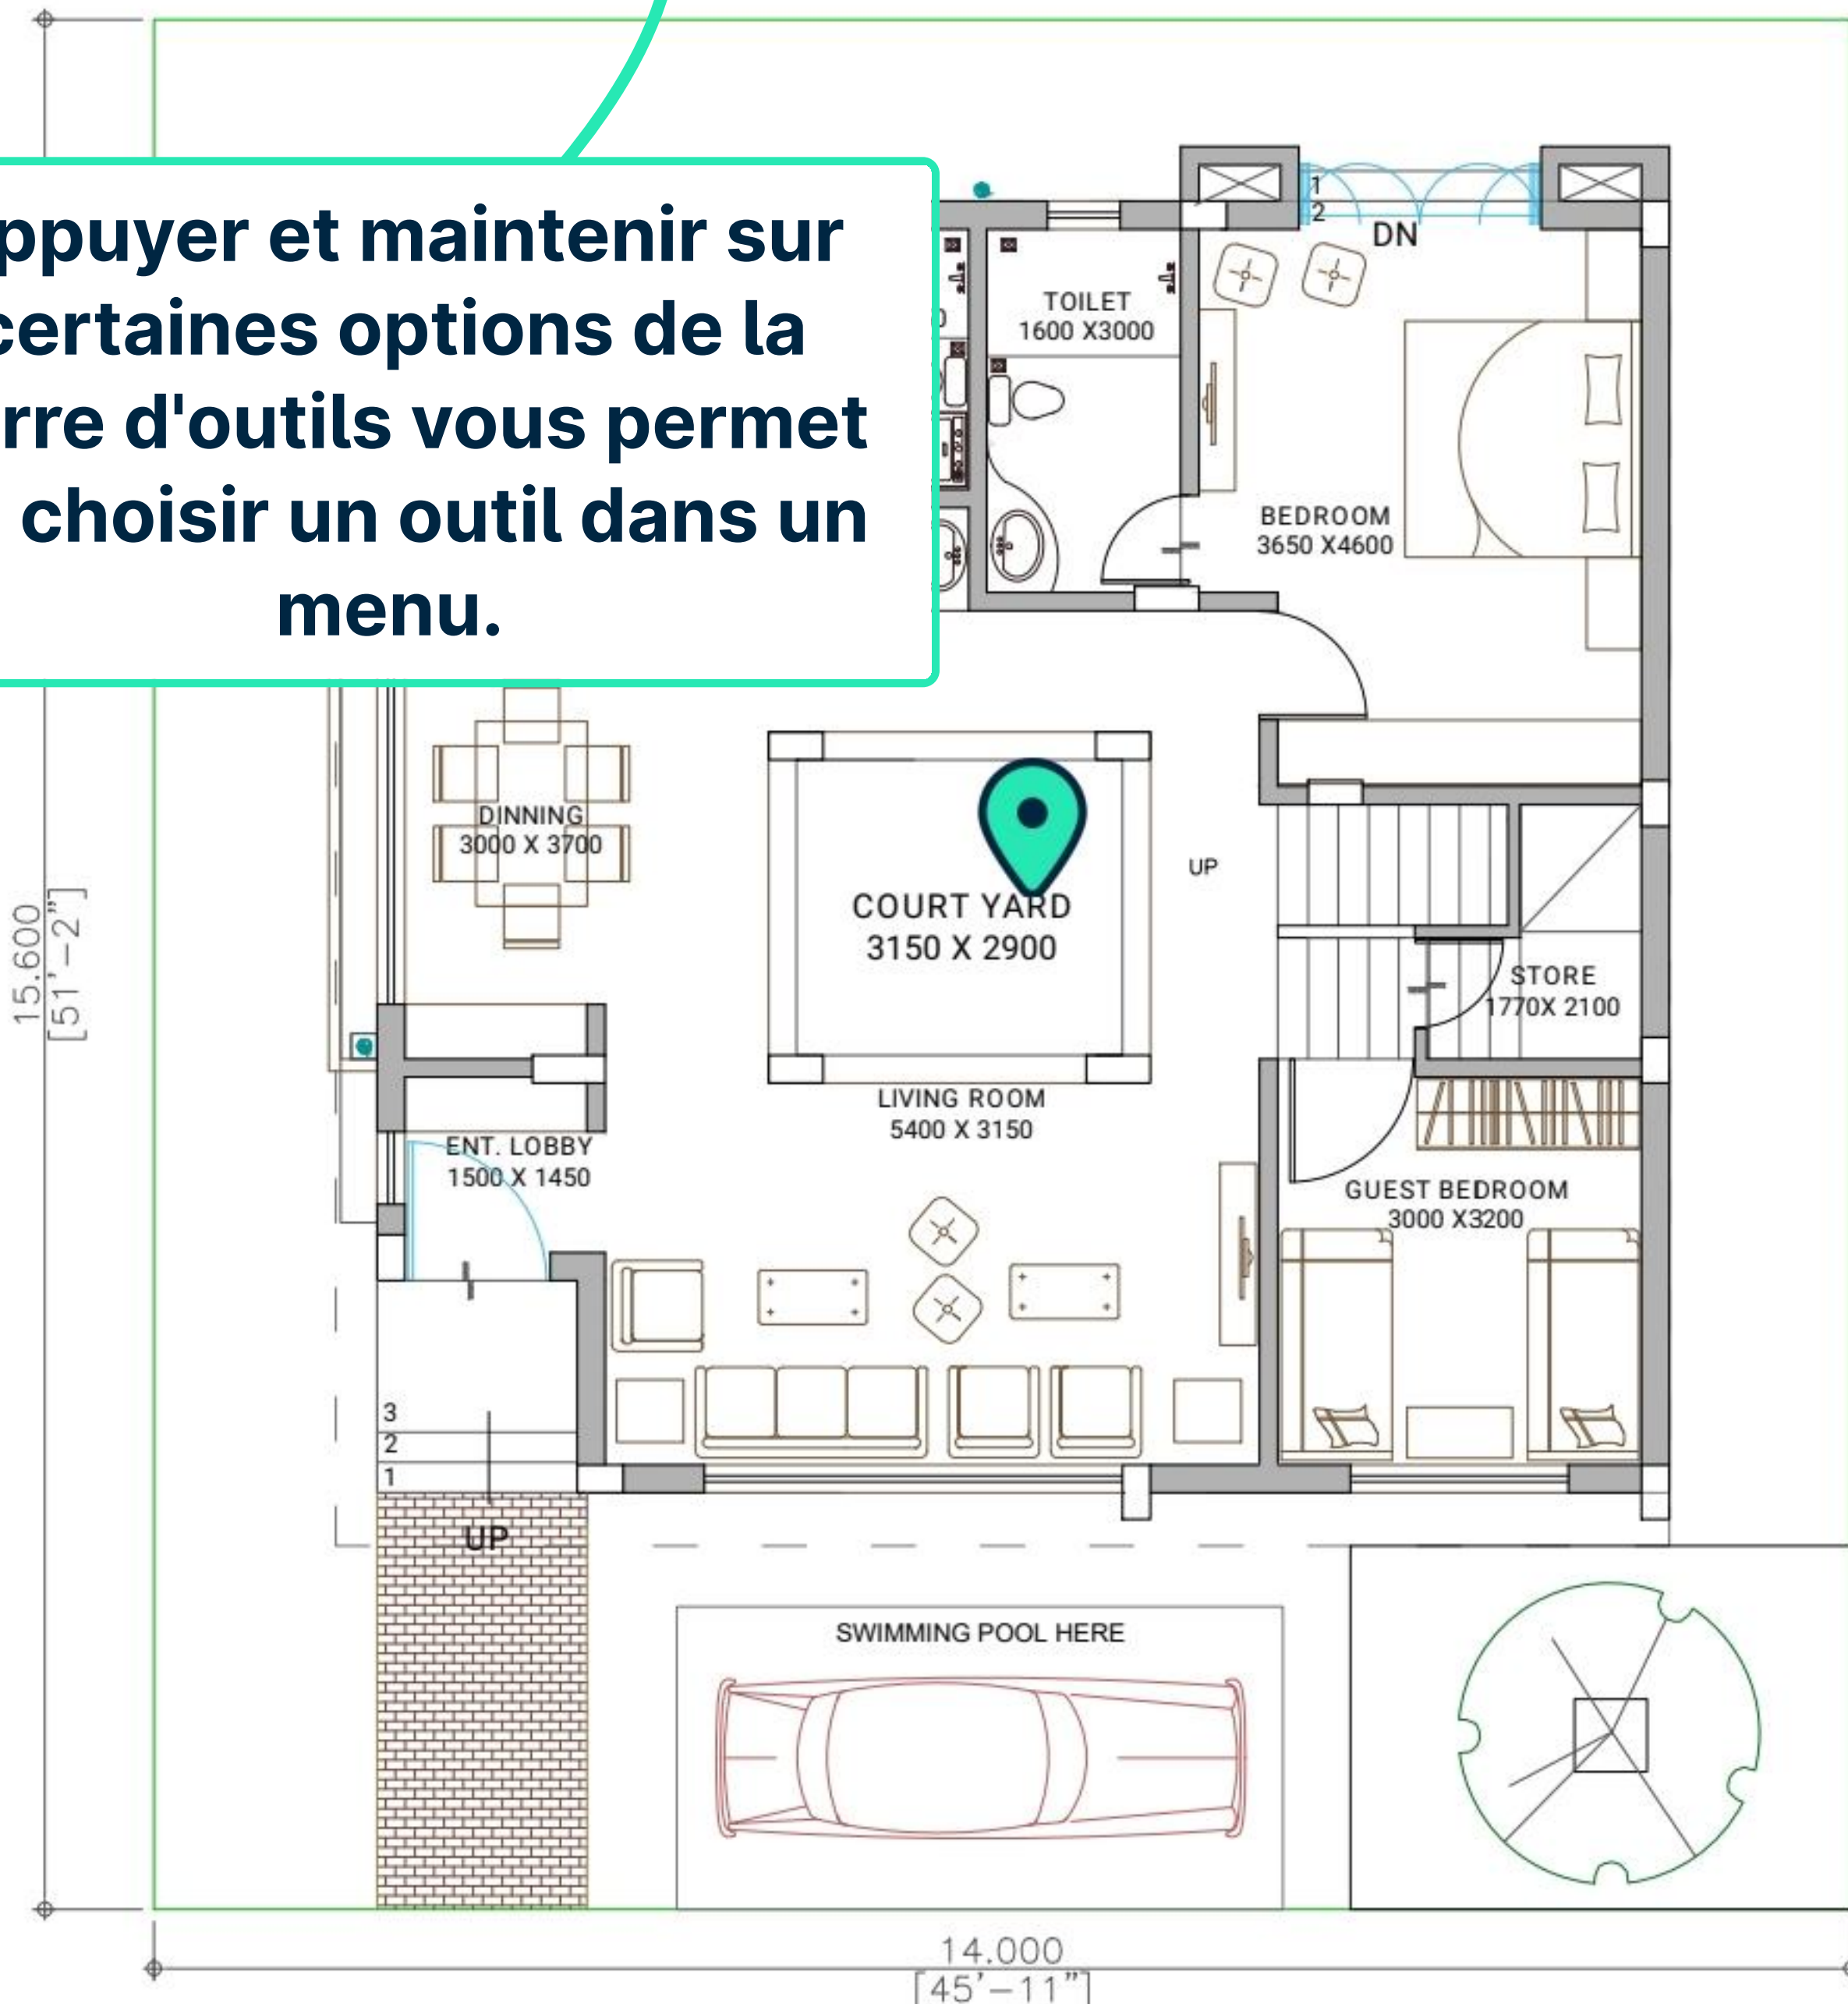 ppuyer et maintenir sur
certaines options de la
rre d'outils vous permet
choisir un outil dans un
menu.
1
2
DN
TOILET
1600 X3000
BEDROOM
3650 X4600
DINNING
3000 X 3700
UP
COURT YARD
3150 X 2900
15.600
[51'-2"]
STORE
1770X 2100
LIVING ROOM
5400 X 3150
ENT. LOBBY
1500 X 1450
GUEST BEDROOM
3000 X3200
3
2
1
UP
SWIMMING POOL HERE
14.000
[45'-11"]